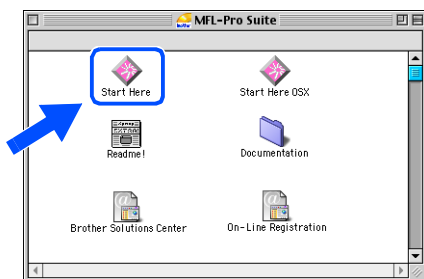 MFL-Pro Suite
Start Here
Start Here OSX
Readme!
Documentation
Brother Solutions Center
On-Line Registration